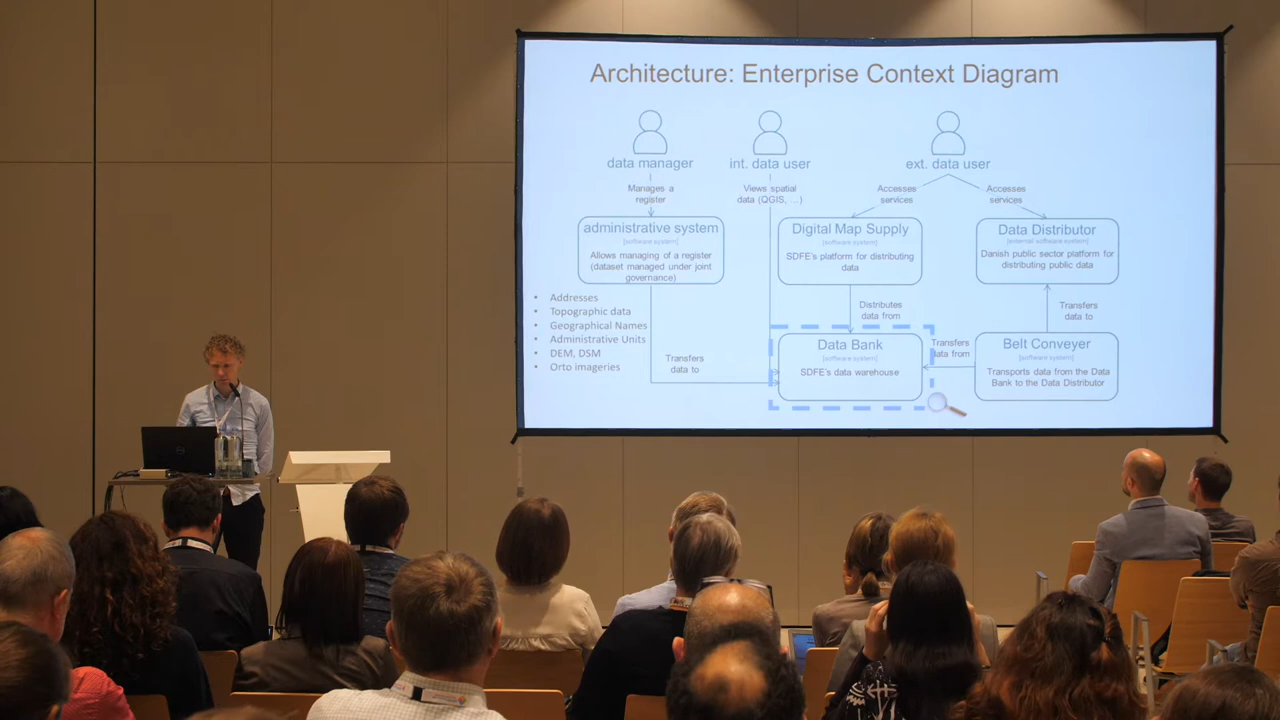 Architecture: Enterprise Context Diagram
data manager
int. data user
ext. data user
Manages a
register
Views spatial
data (QGIS, ...)
Accesses
services
Accesses
services
administrative system
[software system]
Allows managing of a register
(dataset managed under joint
governance)
Digital Map Supply
[software system]
SDFE's platform for distributing
data
Data Distributor
[external software system]
Danish public sector platform for
distributing public data
• Addresses
• Topographic data
• Geographical Names
• Administrative Units
• DEM, DSM
• Orto imageries
Distributes
data from
Transfers
data to
Transfers
data to
Data Bank
[software system]
SDFE's data warehouse
Transfers
data from
Belt Conveyer
[software system]
Transports data from the Data
Bank to the Data Distributor